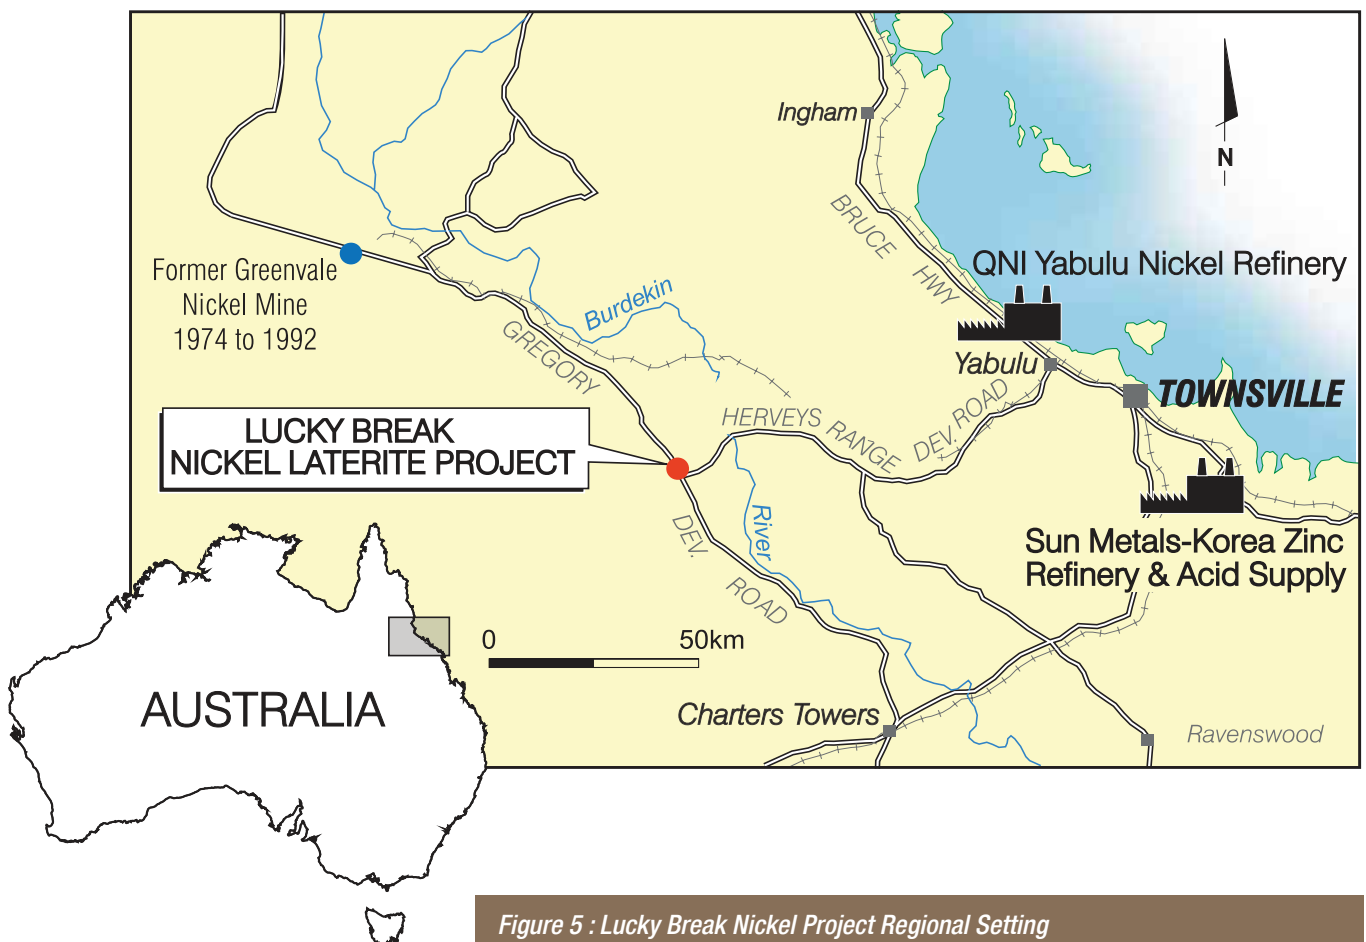 Ingham
N
BRUCE HWY
QNI Yabulu Nickel Refinery
Former Greenvale
Nickel Mine
1974 to 1992
Burdekin
GREGORY
Yabulu
TOWNSVILLE
HERVEYS RANGE DEV. ROAD
LUCKY BREAK
NICKEL LATERITE PROJECT
River
DEV. ROAD
Sun Metals-Korea Zinc
Refinery & Acid Supply
0 50km
AUSTRALIA
Charters Towers
Ravenswood
Figure 5 : Lucky Break Nickel Project Regional Setting